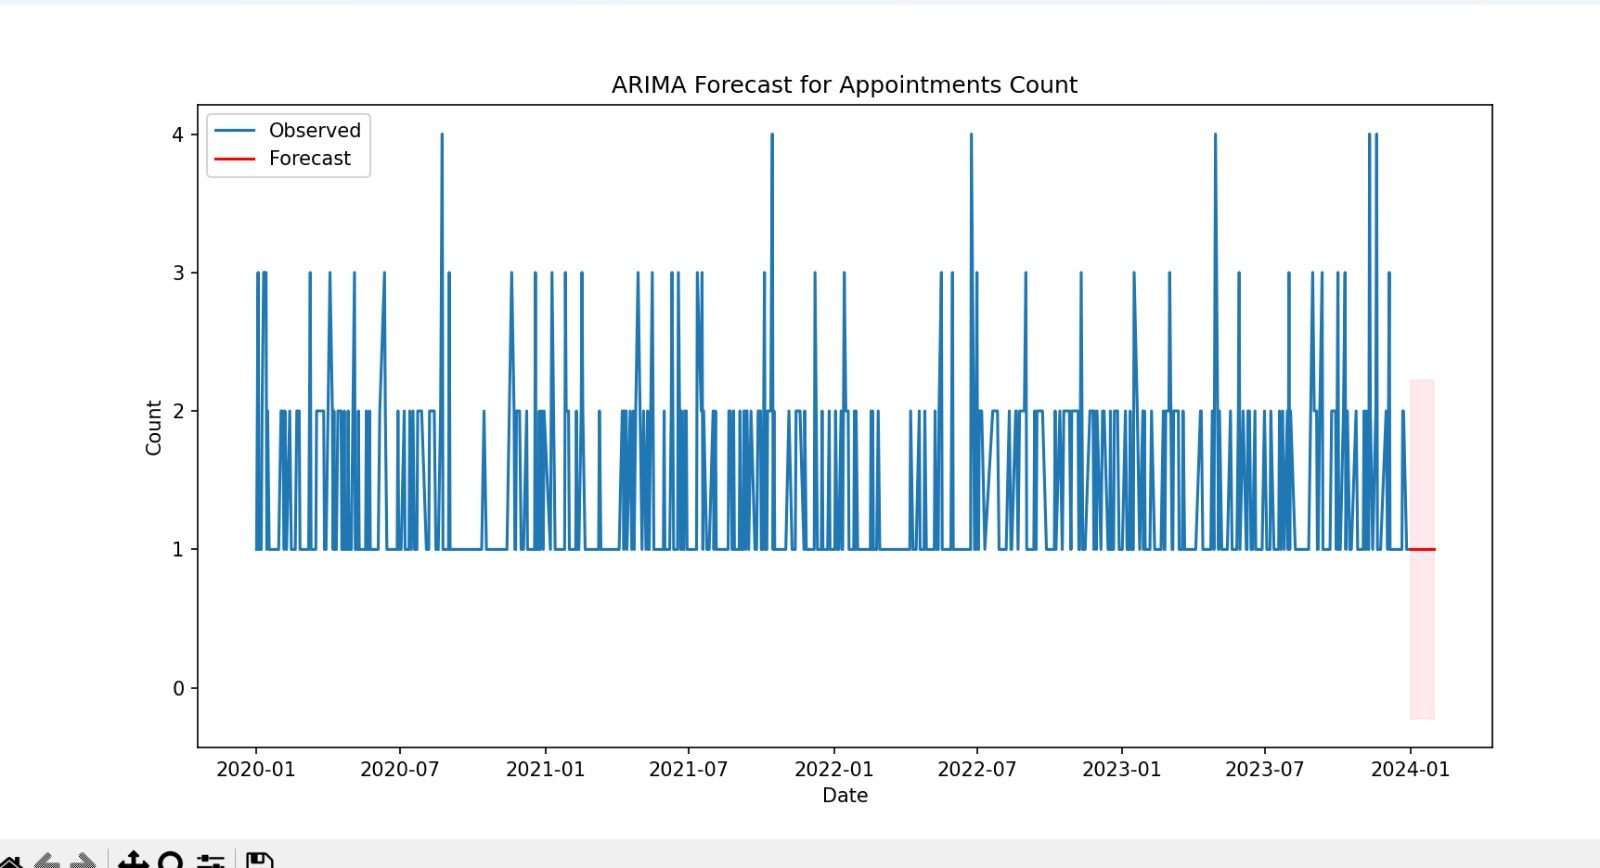 ARIMA Forecast for Appointments Count
Observed
Forecast
4
3
2
1
0
Count
2020-01 2020-07 2021-01 2021-07 2022-01 2022-07 2023-01 2023-07 2024-01
Date